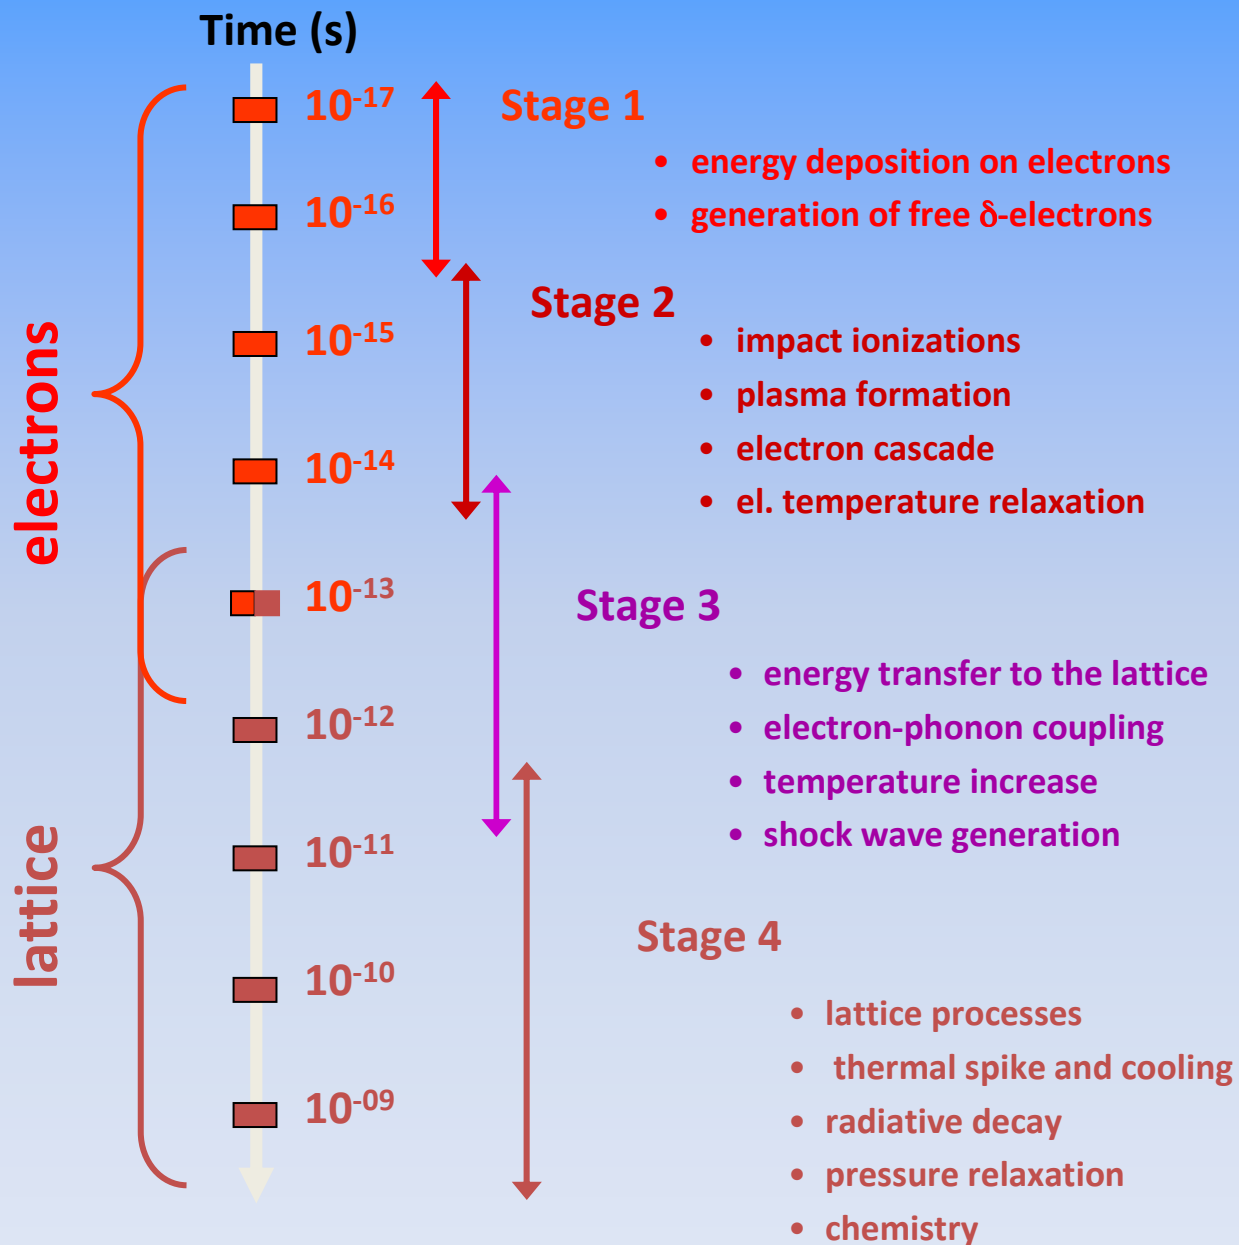 Time (s)
10⁻¹⁷
Stage 1
• energy deposition on electrons
10⁻¹⁶
• generation of free δ-electrons
Stage 2
10⁻¹⁵
• impact ionizations
• plasma formation
electrons
10⁻¹⁴
• electron cascade
• el. temperature relaxation
10⁻¹³
Stage 3
• energy transfer to the lattice
10⁻¹²
• electron-phonon coupling
• temperature increase
10⁻¹¹
• shock wave generation
lattice
Stage 4
10⁻¹⁰
• lattice processes
• thermal spike and cooling
10⁻⁰⁹
• radiative decay
• pressure relaxation
• chemistry